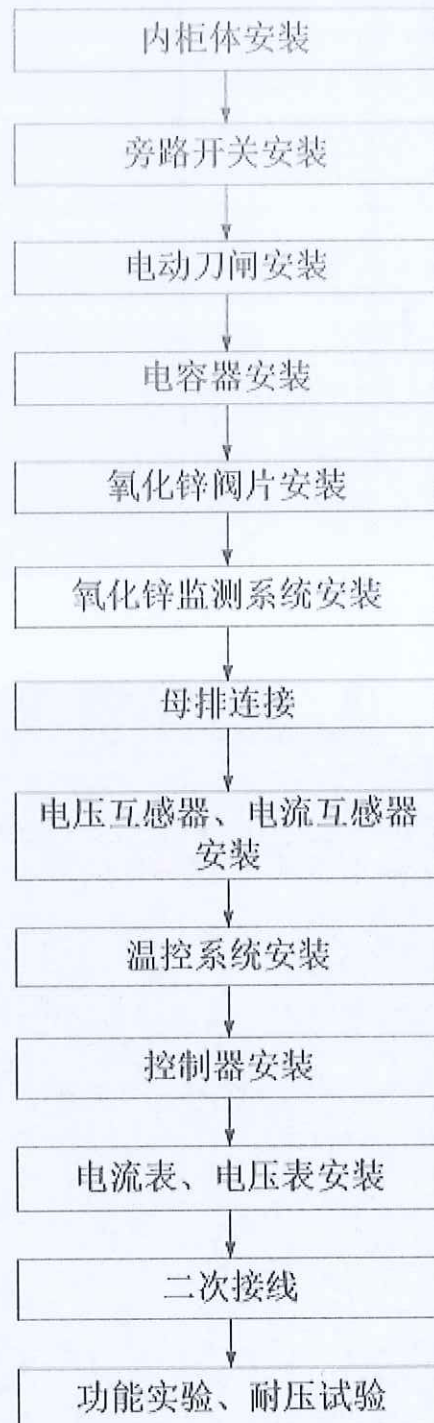 内柜体安装
旁路开关安装
电动刀闸安装
电容器安装
氧化锌阀片安装
氧化锌监测系统安装
母排连接
电压互感器、电流互感器
安装
温控系统安装
控制器安装
电流表、电压表安装
二次接线
功能实验、耐压试验